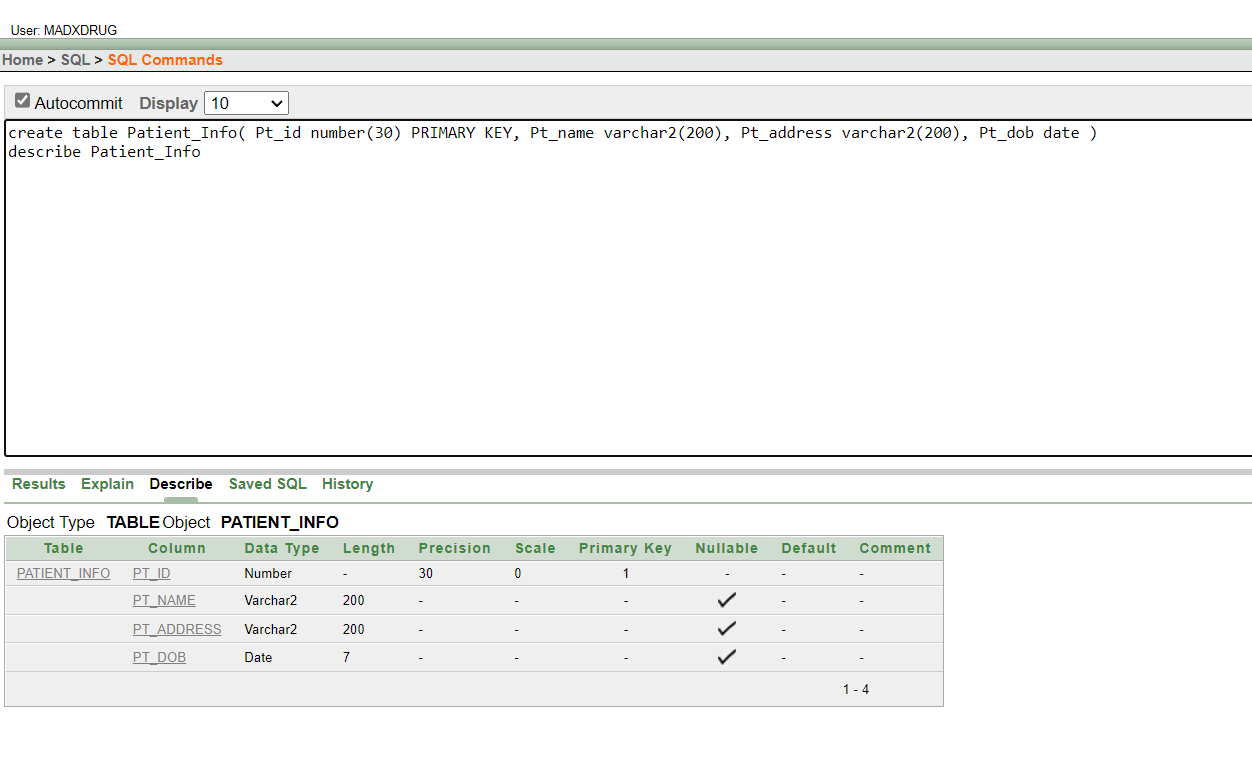 User: MADXDRUG
Home > SQL > SQL Commands
Autocommit Display 10
create table Patient_Info( Pt_id number(30) PRIMARY KEY, Pt_name varchar2(200), Pt_address varchar2(200), Pt_dob date )
describe Patient_Info
Results Explain Describe Saved SQL History
Object Type TABLE Object PATIENT_INFO
Table Column Data Type Length Precision Scale Primary Key Nullable Default Comment
PATIENT_INFO PT_ID Number - 30 0 1 - - -
PT_NAME Varchar2 200 - - - - -
PT_ADDRESS Varchar2 200 - - - - -
PT_DOB Date 7 - - - - -
1 - 4